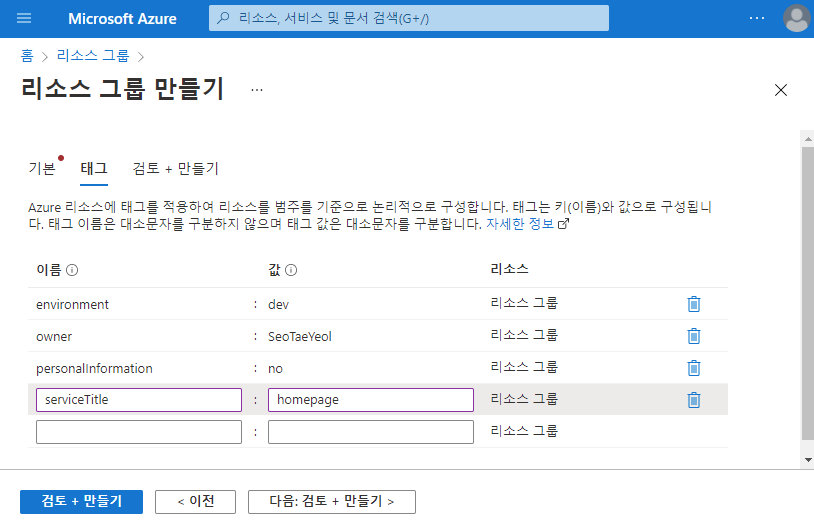 Microsoft Azure
리소스, 서비스 및 문서 검색(G+/)
홈 > 리소스 그룹 >
리소스 그룹 만들기 ...
기본 태그 검토 + 만들기
Azure 리소스에 태그를 적용하여 리소스를 범주를 기준으로 논리적으로 구성합니다. 태그는 키(이름)와 값으로 구성됩니
다. 태그 이름은 대소문자를 구분하지 않으며 태그 값은 대소문자를 구분합니다. 자세한 정보
이름 값 리소스
environment : dev 리소스 그룹
owner : SeoTaeYeol 리소스 그룹
personalInformation : no 리소스 그룹
serviceTitle : homepage 리소스 그룹
: 리소스 그룹
검토 + 만들기 < 이전 다음: 검토 + 만들기 >